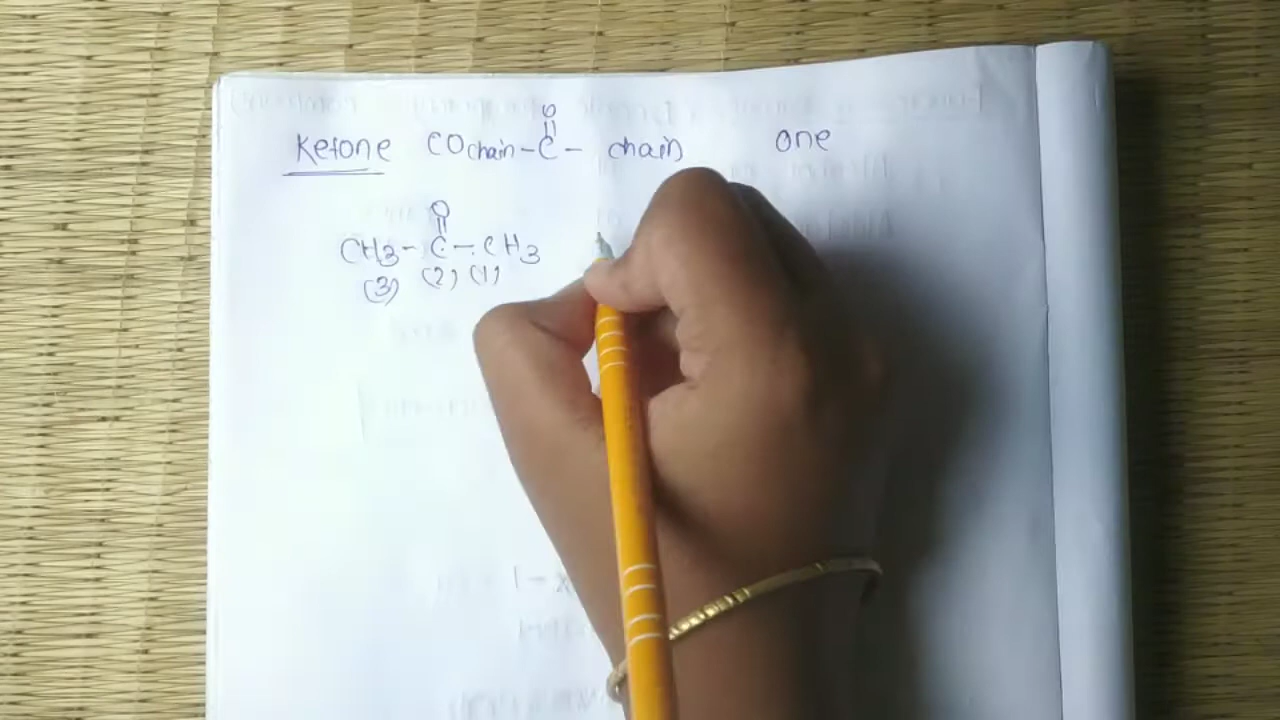 O
Ketone CO chain - C - chain one
O
CH3 - C - CH3
(3) (2) (1)